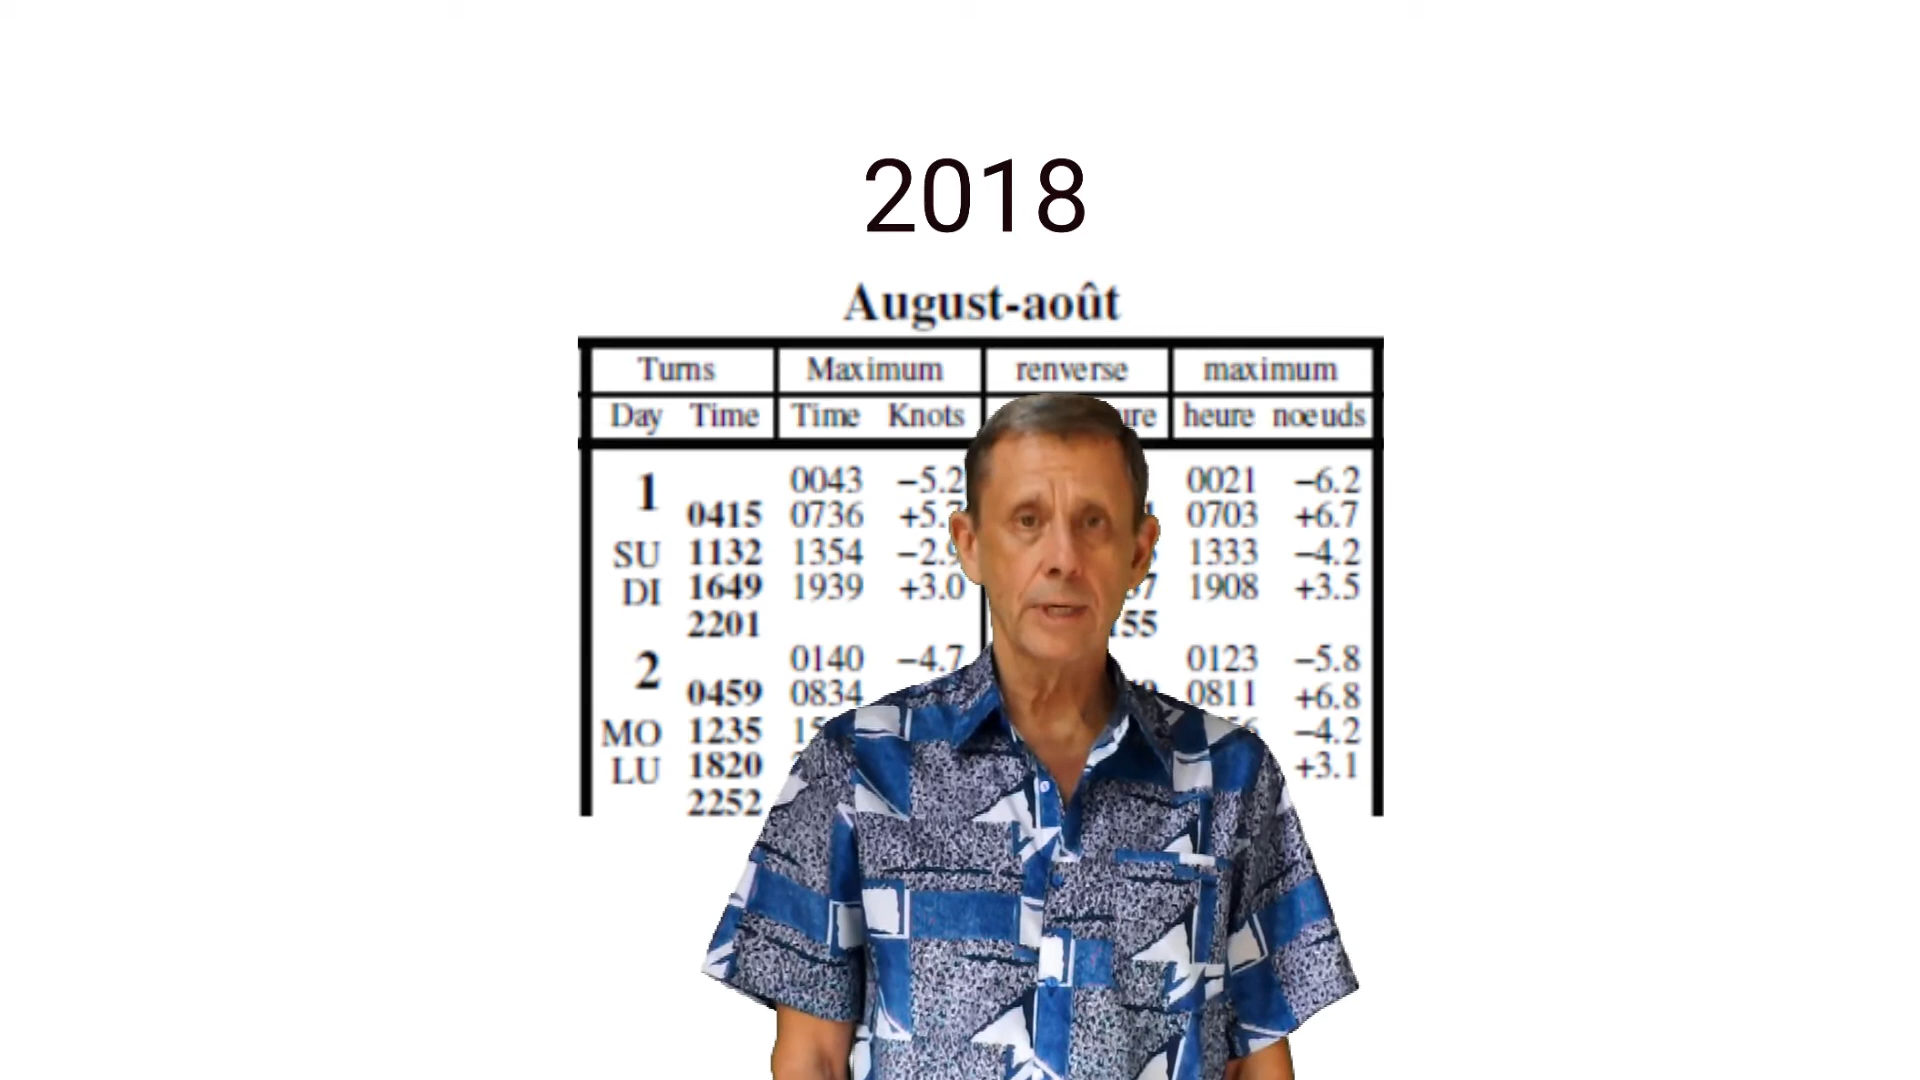 2018
August-août
Turns Maximum renverse maximum
Day Time Time Knots heure noeuds
1 0043 −5.2 0021 −6.2
0415 0736 0703 +6.7
SU 1132 1354 1333 −4.2
DI 1649 1939 +3.0 1908 +3.5
2201
2 0140 −4.7 0123 −5.8
0459 0834 0811 +6.8
MO 1235 −4.2
LU 1820 +3.1
2252